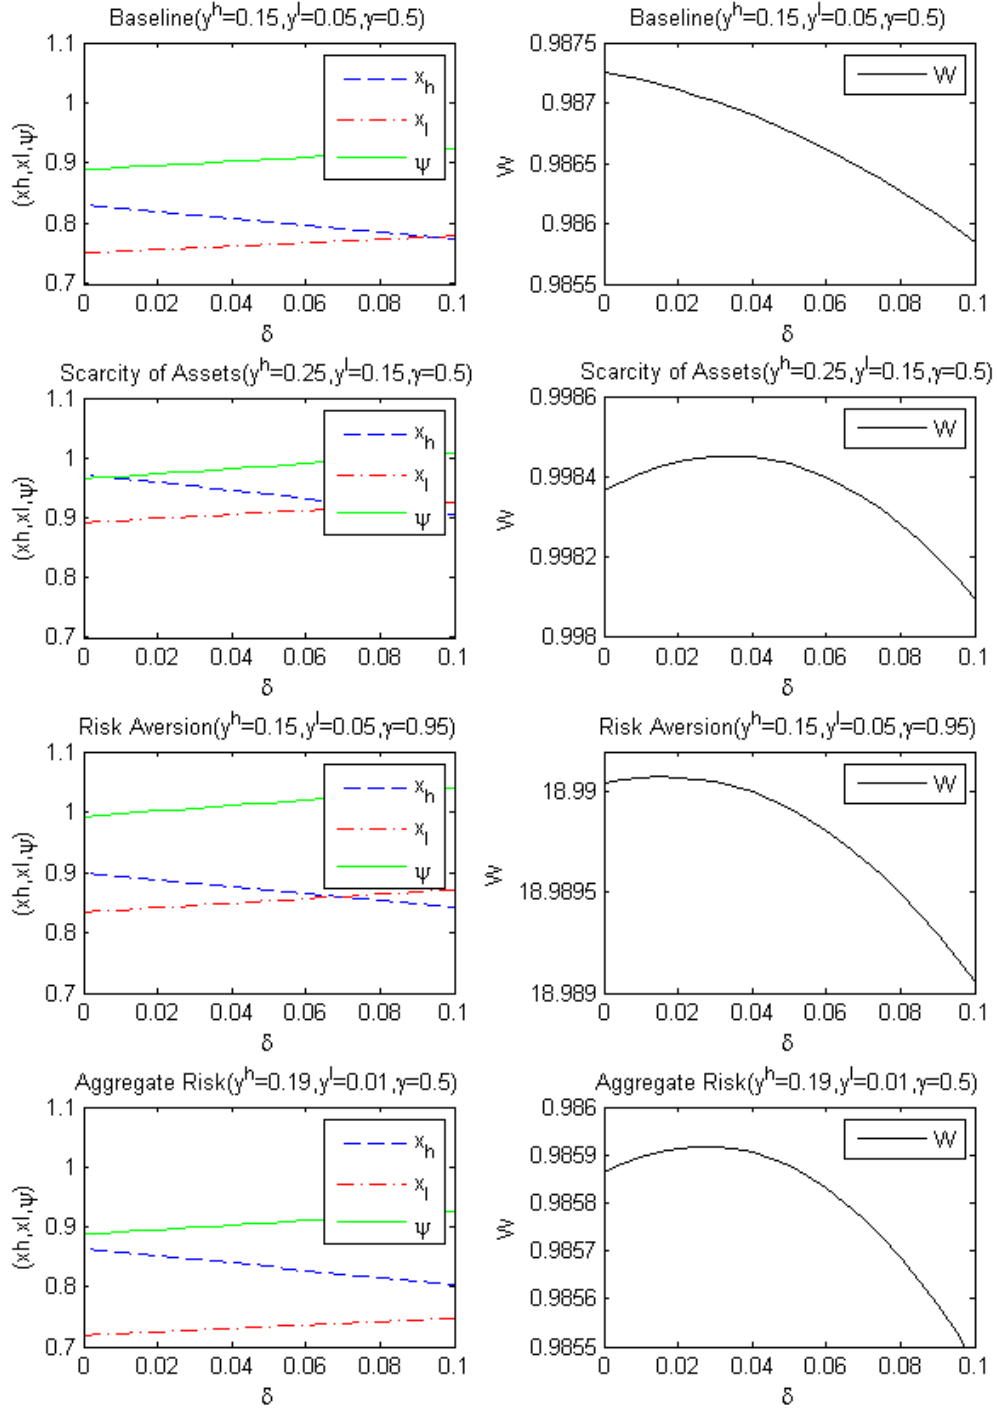 Baseline(y^h=0.15,y^l=0.05,γ=0.5)
1.1
1
0.9
0.8
0.7
(xh,xl,ψ)
x_h
x_l
ψ
0 0.02 0.04 0.06 0.08 0.1
δ
Baseline(y^h=0.15,y^l=0.05,γ=0.5)
0.9875
0.987
0.9865
0.986
0.9855
W
W
0 0.02 0.04 0.06 0.08 0.1
δ
Scarcity of Assets(y^h=0.25,y^l=0.15,γ=0.5)
1.1
1
0.9
0.8
0.7
(xh,xl,ψ)
x_h
x_l
ψ
0 0.02 0.04 0.06 0.08 0.1
δ
Scarcity of Assets(y^h=0.25,y^l=0.15,γ=0.5)
0.9986
0.9984
0.9982
0.998
W
W
0 0.02 0.04 0.06 0.08 0.1
δ
Risk Aversion(y^h=0.15,y^l=0.05,γ=0.95)
1.1
1
0.9
0.8
0.7
(xh,xl,ψ)
x_h
x_l
ψ
0 0.02 0.04 0.06 0.08 0.1
δ
Risk Aversion(y^h=0.15,y^l=0.05,γ=0.95)
18.99
18.9895
18.989
W
W
0 0.02 0.04 0.06 0.08 0.1
δ
Aggregate Risk(y^h=0.19,y^l=0.01,γ=0.5)
1.1
1
0.9
0.8
0.7
(xh,xl,ψ)
x_h
x_l
ψ
0 0.02 0.04 0.06 0.08 0.1
δ
Aggregate Risk(y^h=0.19,y^l=0.01,γ=0.5)
0.986
0.9859
0.9858
0.9857
0.9856
0.9855
W
W
0 0.02 0.04 0.06 0.08 0.1
δ